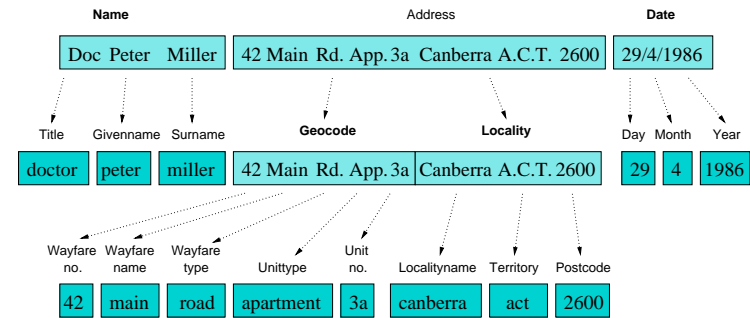 Name Address Date
Doc Peter Miller 42 Main Rd. App. 3a Canberra A.C.T. 2600 29/4/1986
Title Givenname Surname Geocode Locality Day Month Year
doctor peter miller 42 Main Rd. App. 3a Canberra A.C.T. 2600 29 4 1986
Wayfare no. Wayfare name Wayfare type Unittype Unit no. Localityname Territory Postcode
42 main road apartment 3a canberra act 2600